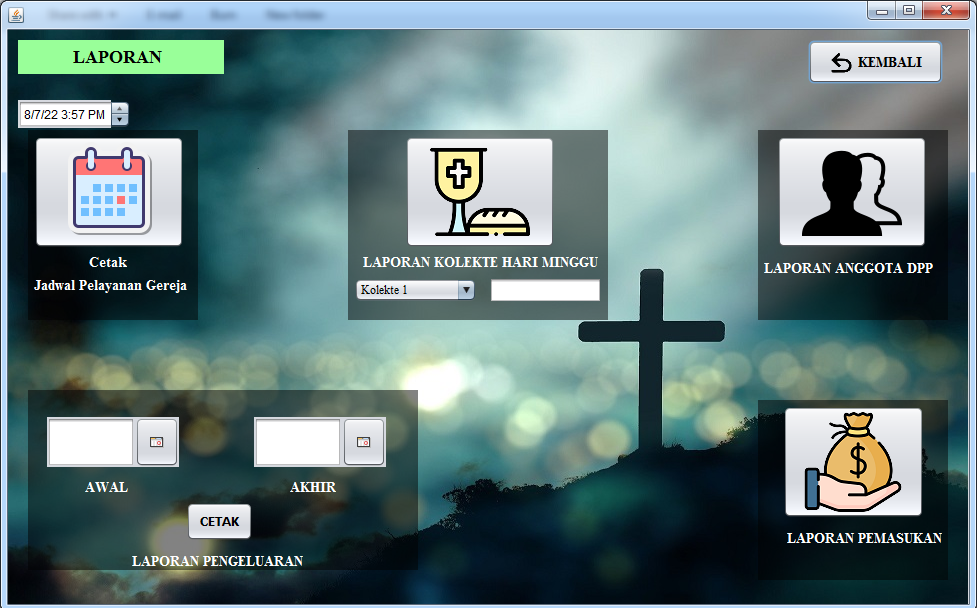 LAPORAN
KEMBALI
8/7/22 3:57 PM
Cetak
Jadwal Pelayanan Gereja
LAPORAN KOLEKTE HARI MINGGU
Kolekte 1
LAPORAN ANGGOTA DPP
AWAL
AKHIR
CETAK
LAPORAN PENGELUARAN
$
LAPORAN PEMASUKAN